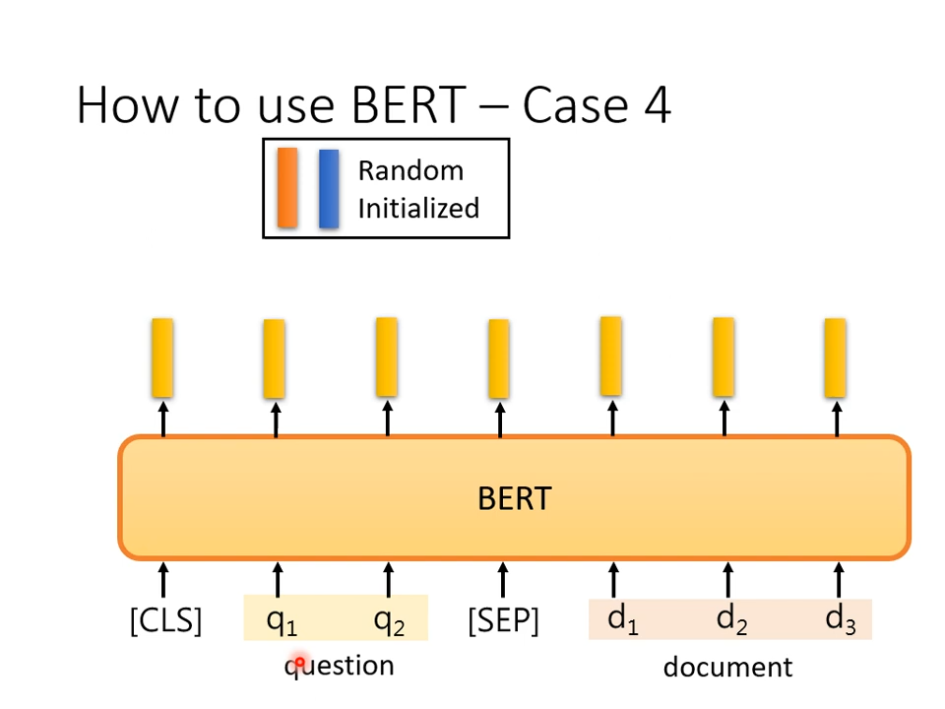 How to use BERT – Case 4
Random
Initialized
BERT
[CLS] q₁ q₂ [SEP] d₁ d₂ d₃
question document